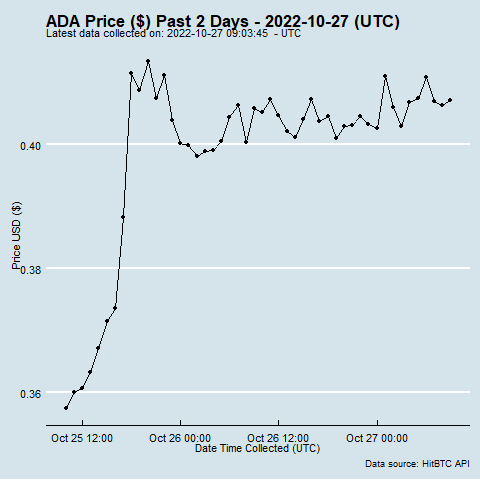 ADA Price ($) Past 2 Days - 2022-10-27 (UTC)
Latest data collected on: 2022-10-27 09:03:45 - UTC
0.40
0.38
0.36
Price USD ($)
Oct 25 12:00 Oct 26 00:00 Oct 26 12:00 Oct 27 00:00
Date Time Collected (UTC)
Data source: HitBTC API